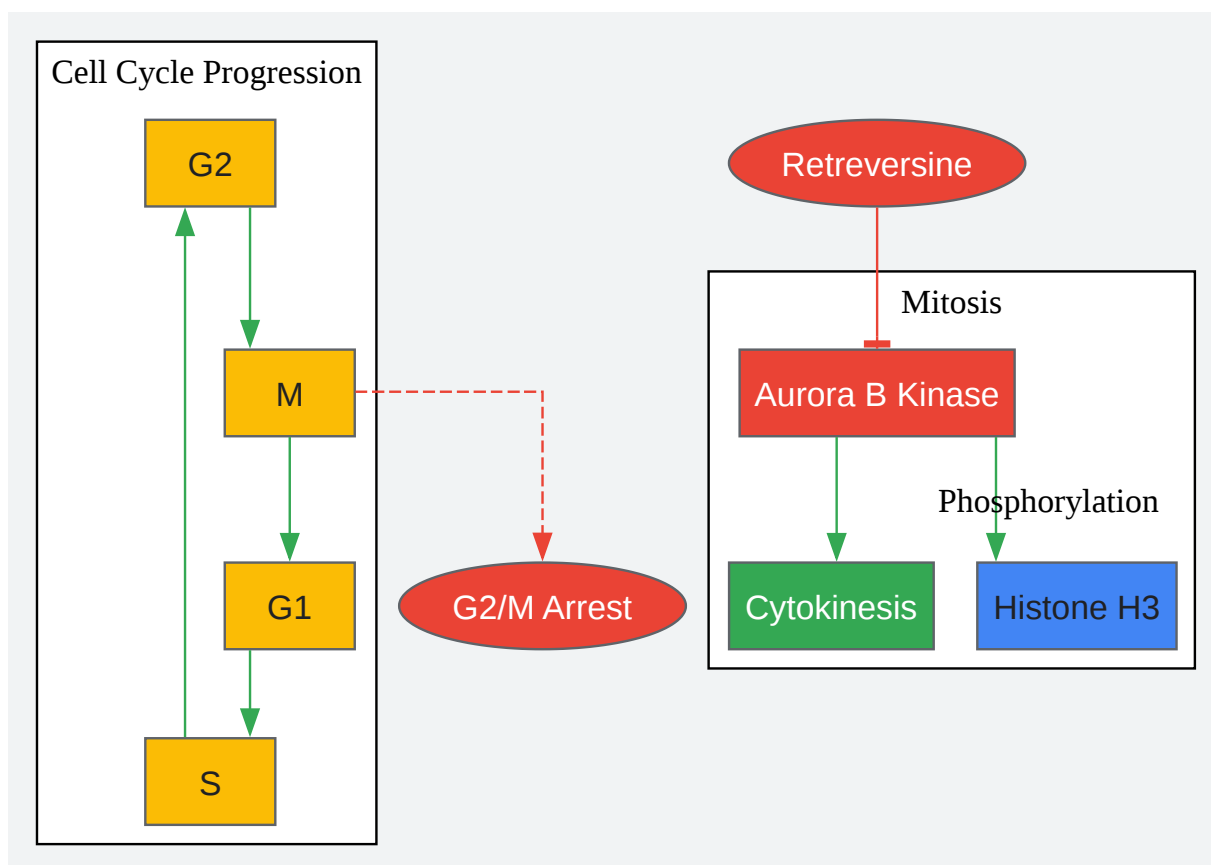 Cell Cycle Progression
G2
M
G1
S
G2/M Arrest
Retreversine
Mitosis
Aurora B Kinase
Phosphorylation
Cytokinesis
Histone H3